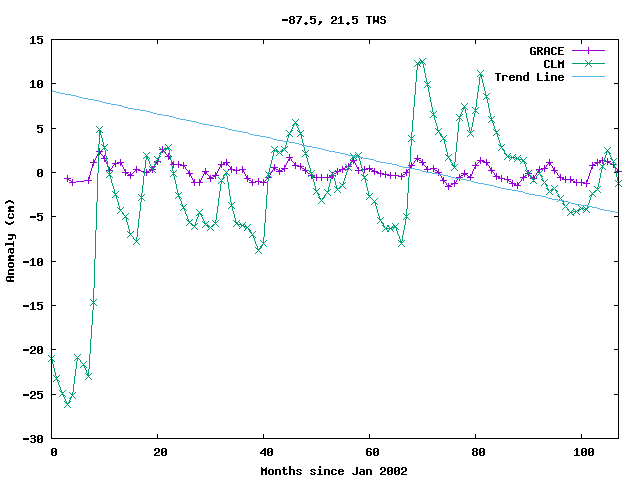 -87.5, 21.5 TWS
GRACE
CLM
Trend Line
15
10
5
0
-5
-10
-15
-20
-25
-30
Anomaly (cm)
0 20 40 60 80 100
Months since Jan 2002